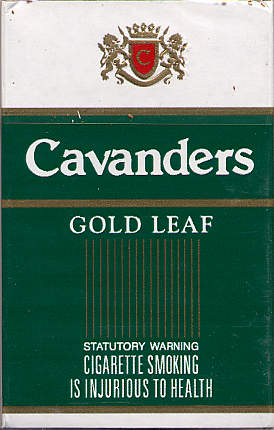 C
Cavanders
GOLD LEAF
STATUTORY WARNING
CIGARETTE SMOKING
IS INJURIOUS TO HEALTH